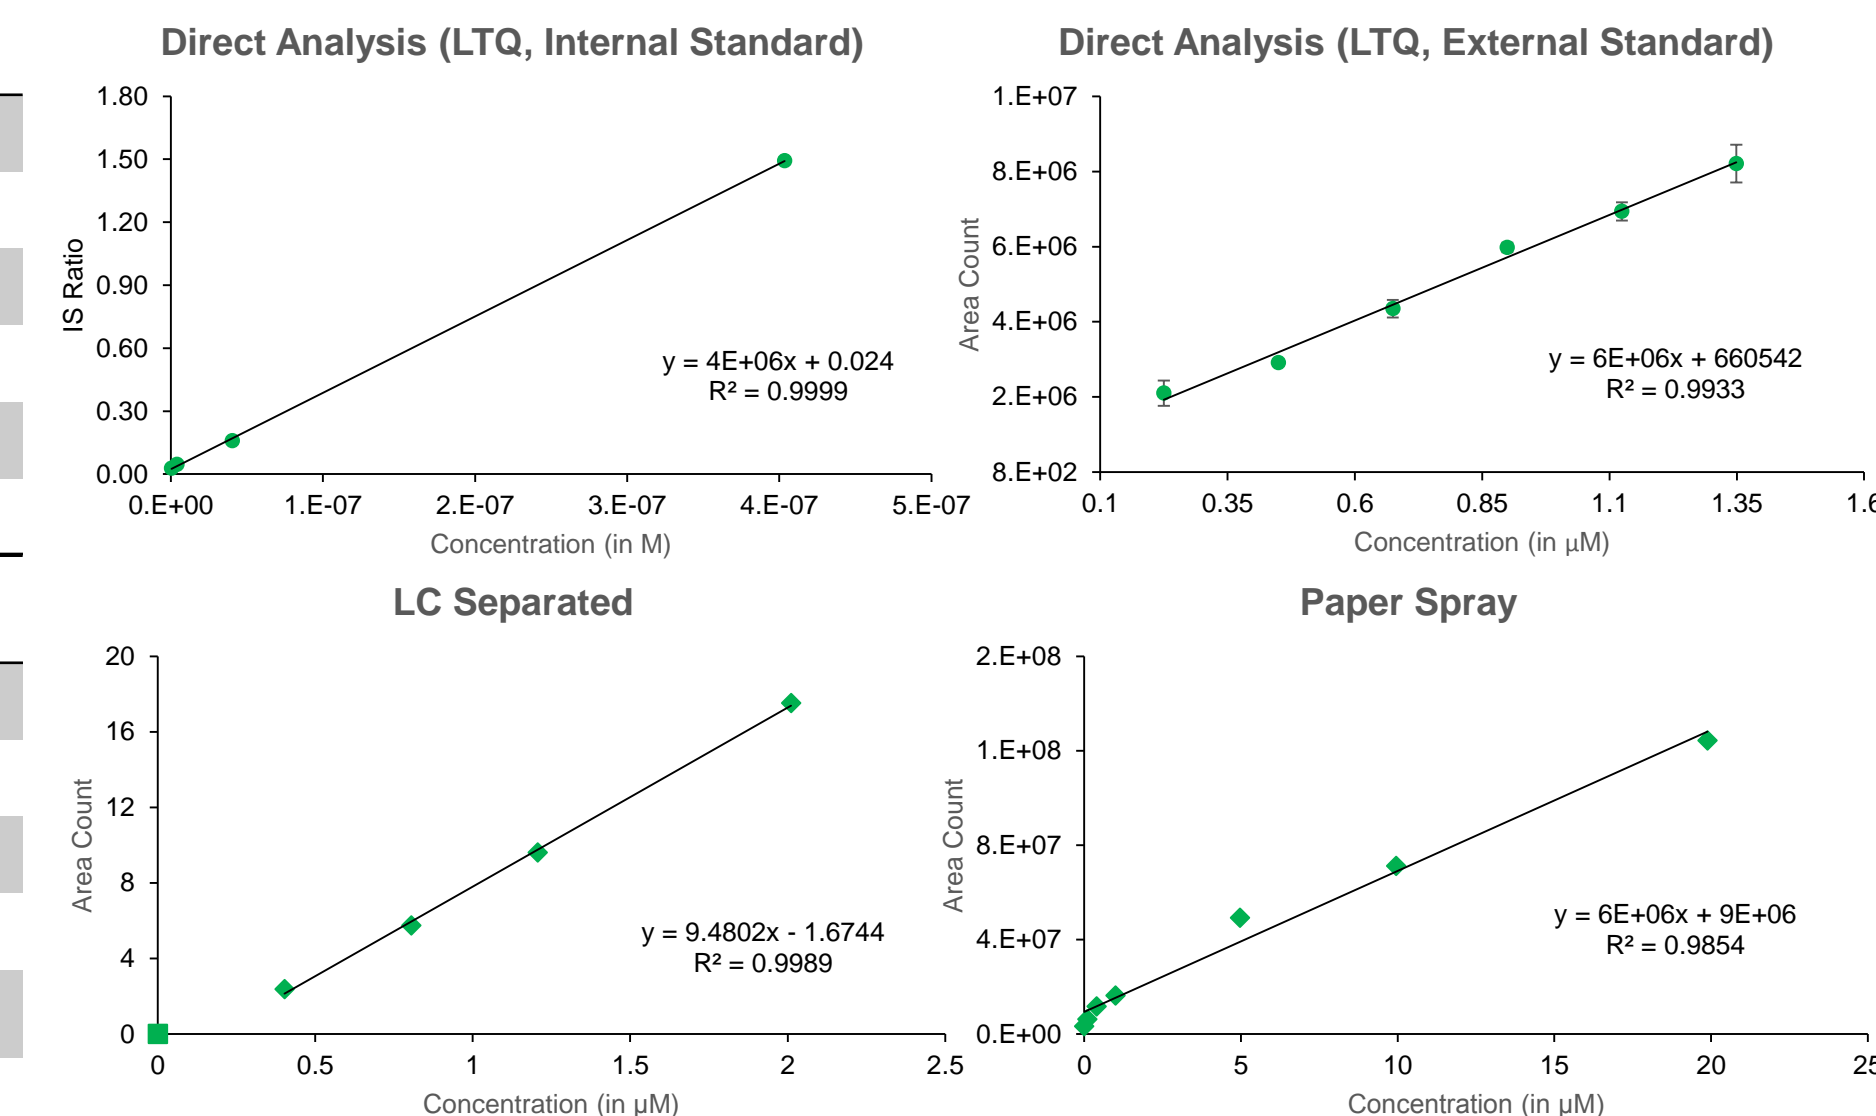 Direct Analysis (LTQ, Internal Standard)
1.80
1.50
1.20
0.90
0.60
0.30
0.00
IS Ratio
y = 4E+06x + 0.024
R² = 0.9999
0.E+00 1.E-07 2.E-07 3.E-07 4.E-07 5.E-07
Concentration (in M)
Direct Analysis (LTQ, External Standard)
1.E+07
8.E+06
6.E+06
4.E+06
2.E+06
8.E+02
Area Count
y = 6E+06x + 660542
R² = 0.9933
0.1 0.35 0.6 0.85 1.1 1.35 1.6
Concentration (in µM)
LC Separated
20
16
12
8
4
0
Area Count
y = 9.4802x - 1.6744
R² = 0.9989
0 0.5 1 1.5 2 2.5
Concentration (in µM)
Paper Spray
2.E+08
1.E+08
8.E+07
4.E+07
0.E+00
Area Count
y = 6E+06x + 9E+06
R² = 0.9854
0 5 10 15 20 25
Concentration (in µM)